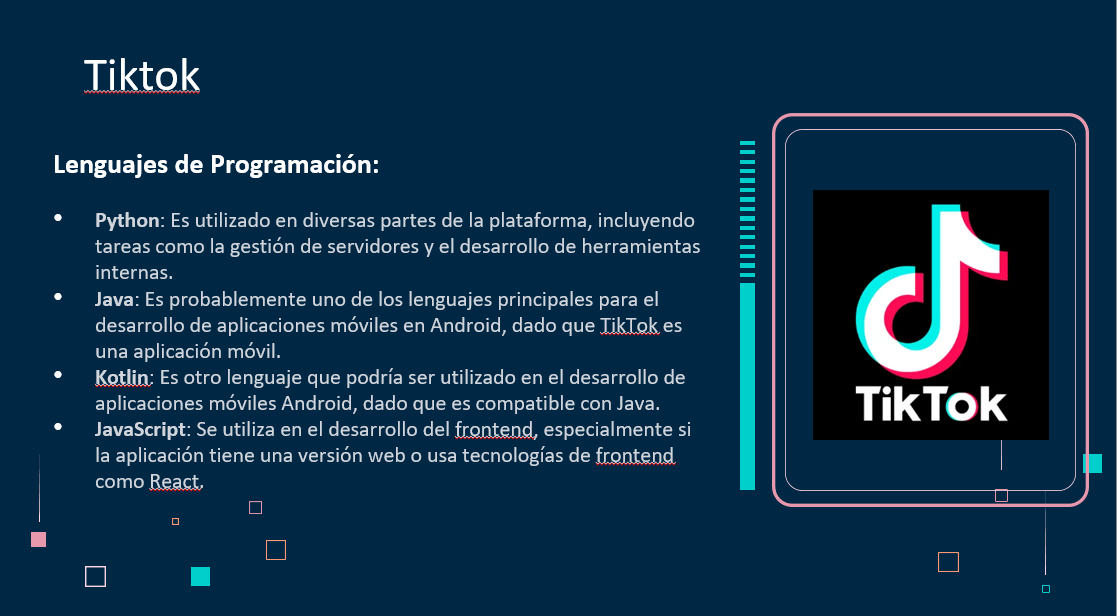 Tiktok
Lenguajes de Programación:
• Python: Es utilizado en diversas partes de la plataforma, incluyendo
tareas como la gestión de servidores y el desarrollo de herramientas
internas.
• Java: Es probablemente uno de los lenguajes principales para el
desarrollo de aplicaciones móviles en Android, dado que TikTok es
una aplicación móvil.
• Kotlin: Es otro lenguaje que podría ser utilizado en el desarrollo de
aplicaciones móviles Android, dado que es compatible con Java.
• JavaScript: Se utiliza en el desarrollo del frontend, especialmente si
la aplicación tiene una versión web o usa tecnologías de frontend
como React.
TikTok